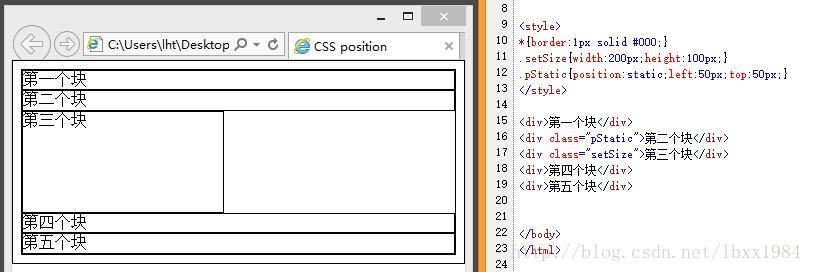 C:\Users\lht\Desktop
CSS position
第一个块
第二个块
第三个块
第四个块
第五个块
8
9 <style>
10 *{border:1px solid #000;}
11 .setSize{width:200px;height:100px;}
12 .pStatic{position:static;left:50px;top:50px;}
13 </style>
14
15 <div>第一个块</div>
16 <div class="pStatic">第二个块</div>
17 <div class="setSize">第三个块</div>
18 <div>第四个块</div>
19 <div>第五个块</div>
20
21
22 </body>
23 </html>
24
http://blog.csdn.net/lbxx1984